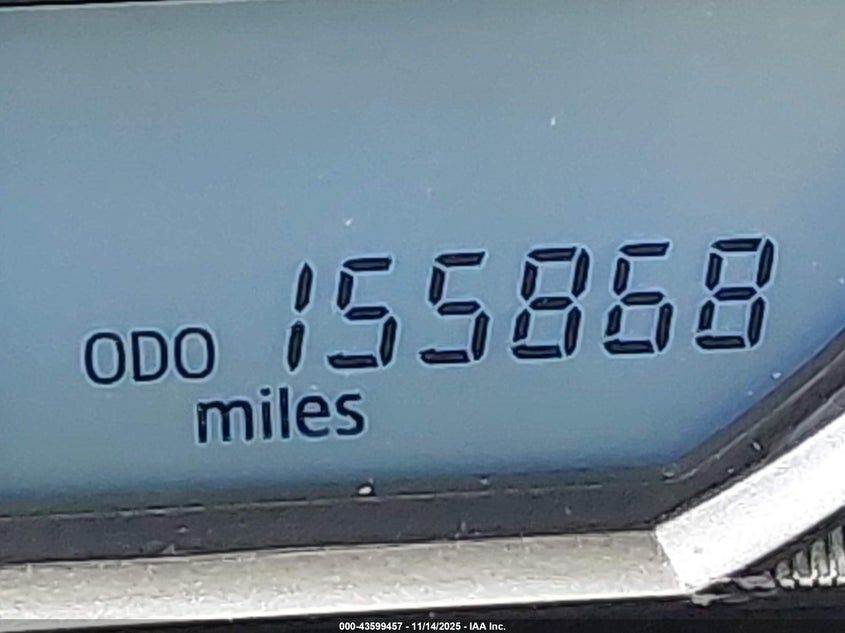 ODO 155868
miles
000-43599457 - 11/14/2025 - IAA Inc.